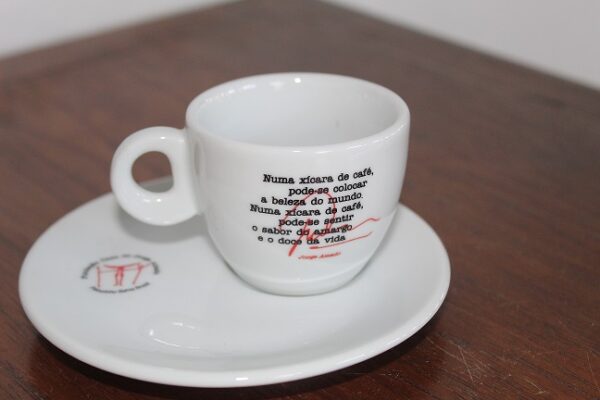 Numa xícara de café,
pode-se colocar
a beleza do mundo.
Numa xícara de café,
pode-se sentir
o sabor do amargo
e o doce da vida
Jorge Amado